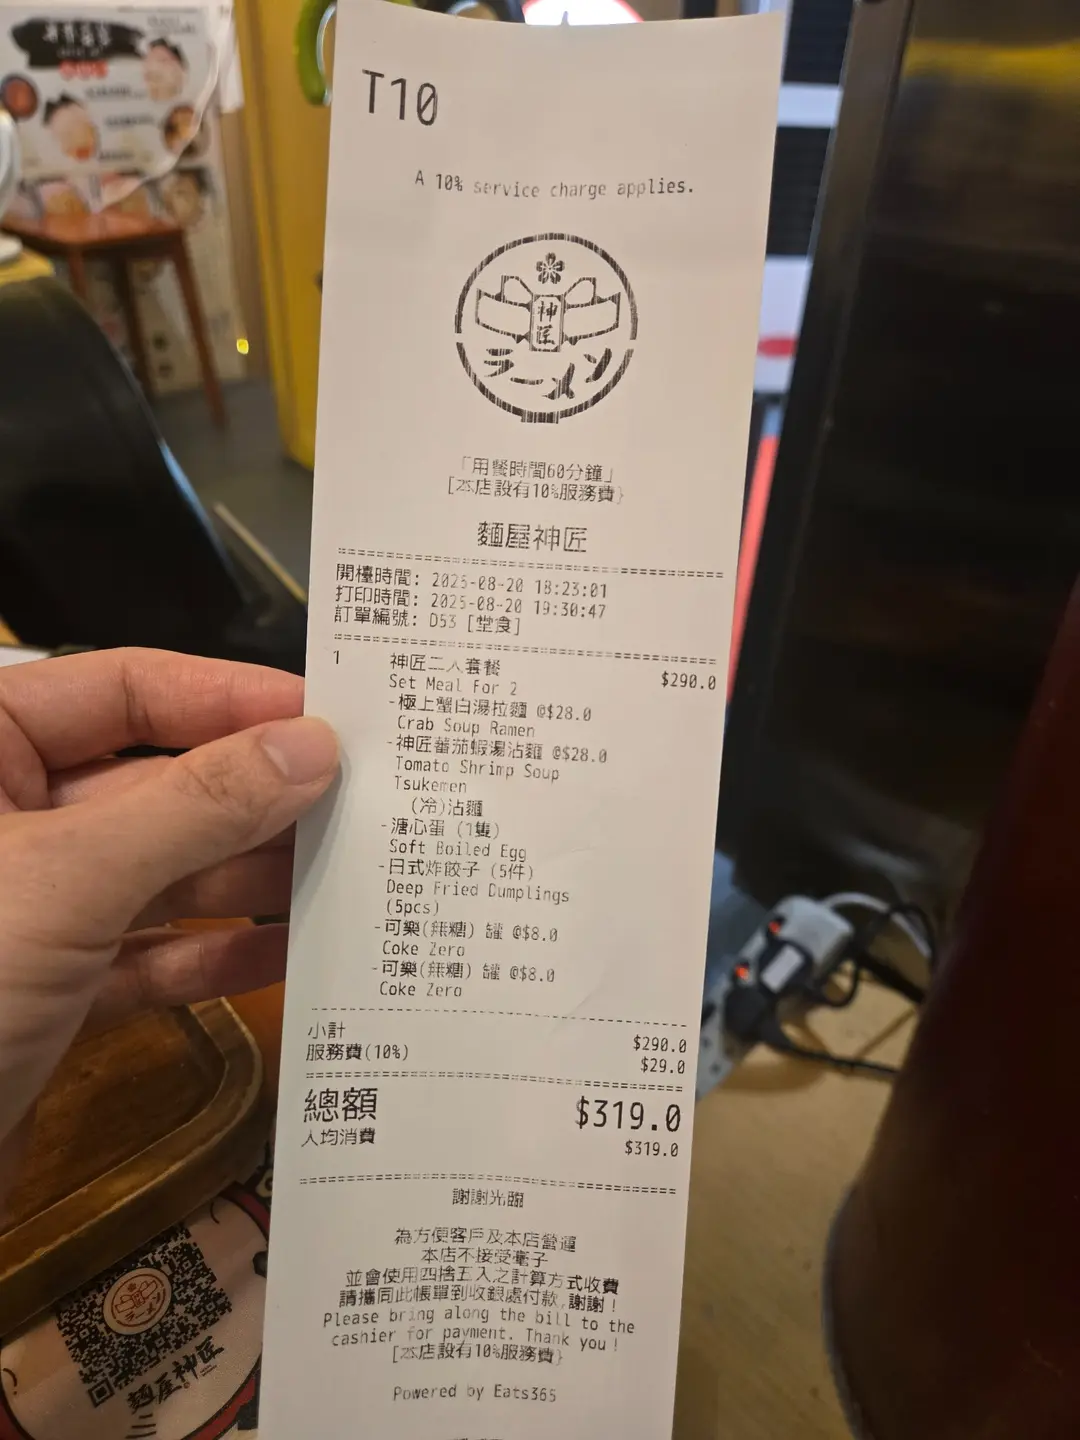 T10
A 10% service charge applies.
神匠
ラーメン
「用餐時間60分鐘」
[本店設有10%服務費}
麵屋神匠
開檯時間: 2025-08-20 18:23:01
打印時間: 2025-08-20 19:30:47
訂單編號: D53 [堂食]
1 神匠二人套餐 $290.0
Set Meal For 2
-極上蟹白湯拉麵 @$28.0
Crab Soup Ramen
-神匠蕃茄蝦湯沾麵 @$28.0
Tomato Shrimp Soup
Tsukemen
(冷)沾麵
-溏心蛋 (1隻)
Soft Boiled Egg
-日式炸餃子 (5件)
Deep Fried Dumplings
(5pcs)
-可樂(無糖) 罐 @$8.0
Coke Zero
-可樂(無糖) 罐 @$8.0
Coke Zero
小計 $290.0
服務費(10%) $29.0
總額 $319.0
人均消費 $319.0
謝謝光臨
為方便客戶及本店營運
本店不接受毫子
並會使用四捨五入之計算方式收費
請攜同此帳單到收銀處付款,謝謝!
Please bring along the bill to the
cashier for payment. Thank you!
[本店設有10%服務費}
Powered by Eats365
麵屋神匠